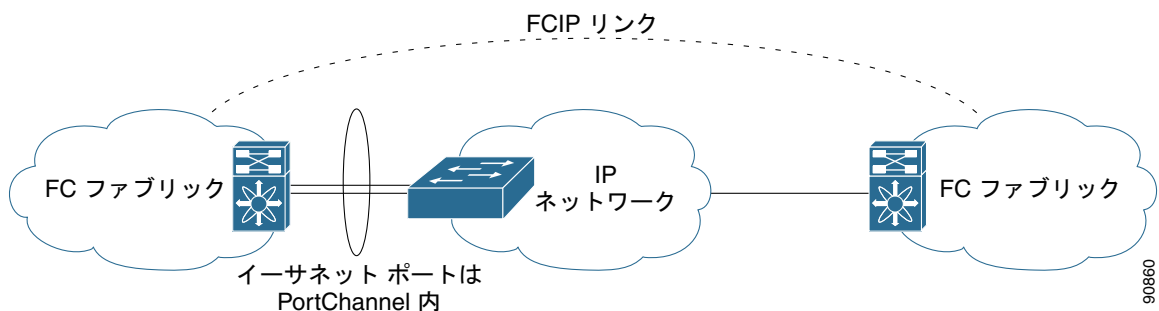 FCIP リンク
FC ファブリック
IP
ネットワーク
FC ファブリック
イーサネット ポートは
PortChannel 内
90860